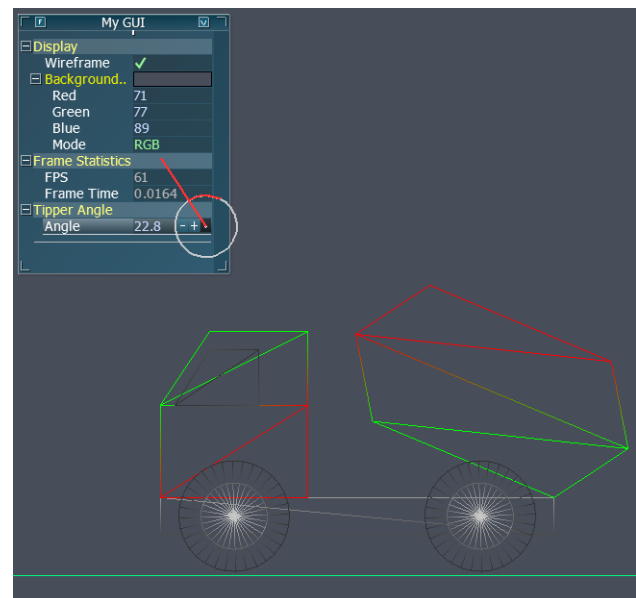 My GUI
Display
Wireframe
Background..
Red 71
Green 77
Blue 89
Mode RGB
Frame Statistics
FPS 61
Frame Time 0.0164
Tipper Angle
Angle 22.8 - +